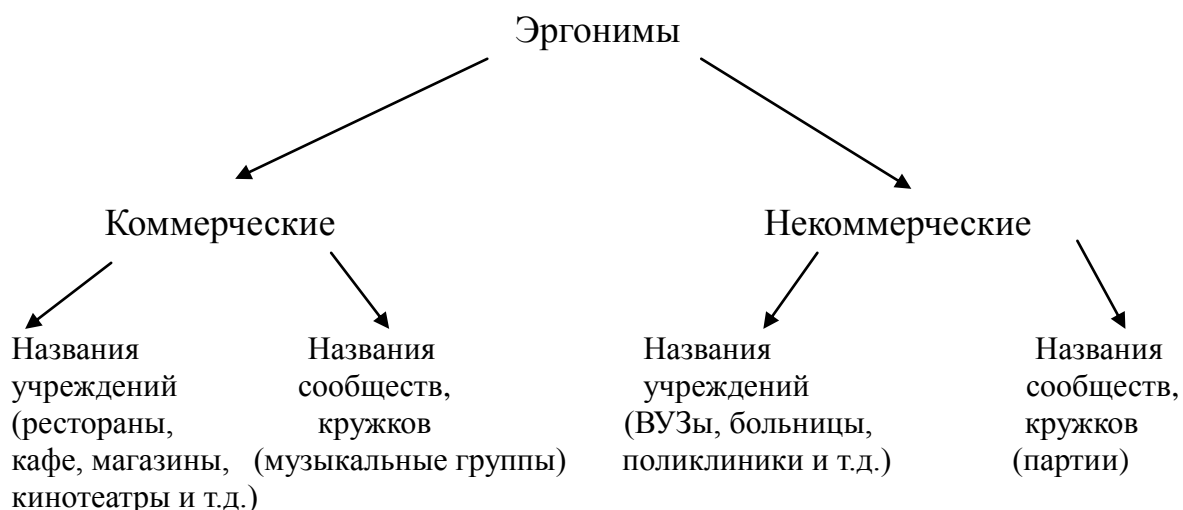 Эргонимы
Коммерческие
Некоммерческие
Названия
учреждений
(рестораны,
кафе, магазины,
кинотеатры и т.д.)
Названия
сообществ,
кружков
(музыкальные группы)
Названия
учреждений
(ВУЗы, больницы,
поликлиники и т.д.)
Названия
сообществ,
кружков
(партии)